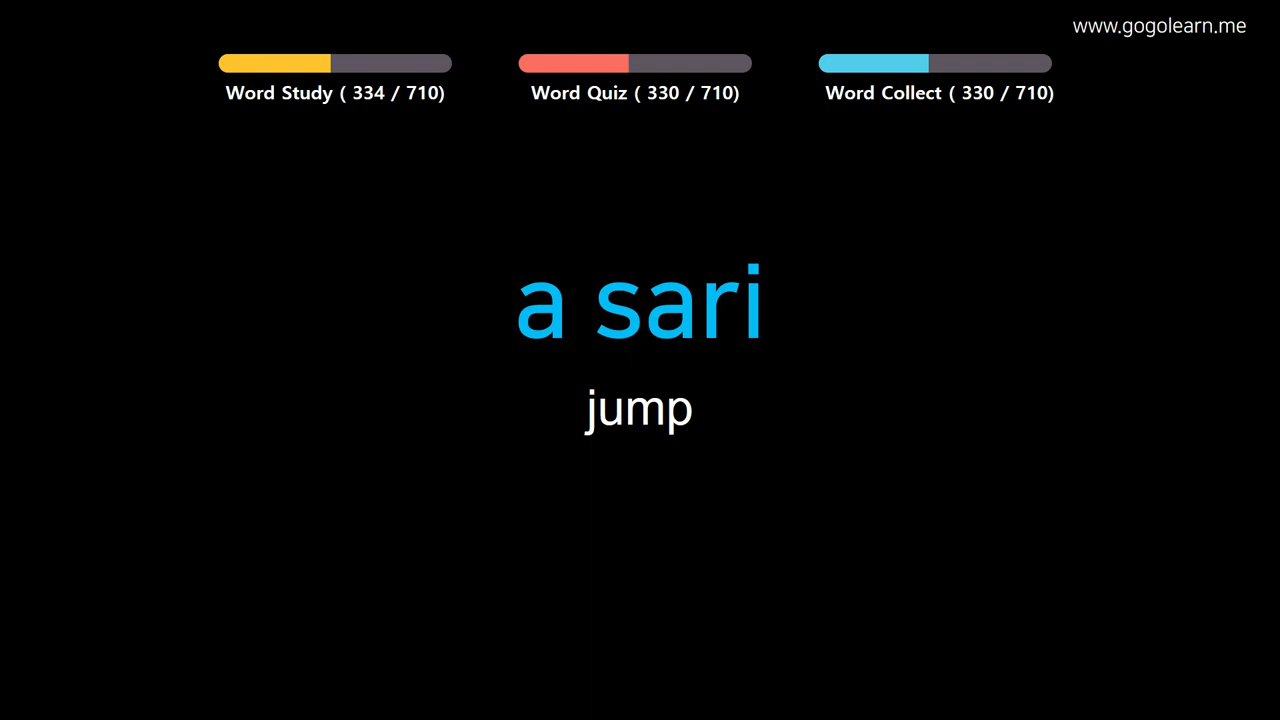 www.gogolearn.me
Word Study ( 334 / 710)
Word Quiz ( 330 / 710)
Word Collect ( 330 / 710)
a sari
jump